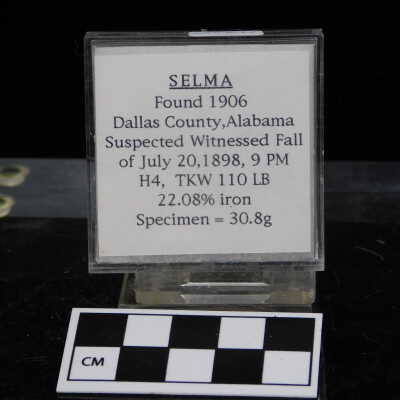 SELMA
Found 1906
Dallas County,Alabama
Suspected Witnessed Fall
of July 20,1898, 9 PM
H4, TKW 110 LB
22.08% iron
Specimen = 30.8g
CM